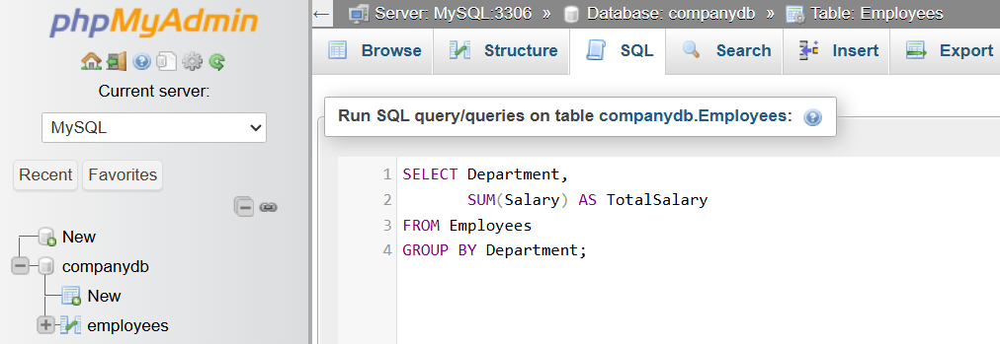 phpMyAdmin
Current server:
MySQL
Recent Favorites
New
companydb
New
employees
Server: MySQL:3306 » Database: companydb » Table: Employees
Browse Structure SQL Search Insert Export
Run SQL query/queries on table companydb.Employees:
1 SELECT Department,
2 SUM(Salary) AS TotalSalary
3 FROM Employees
4 GROUP BY Department;